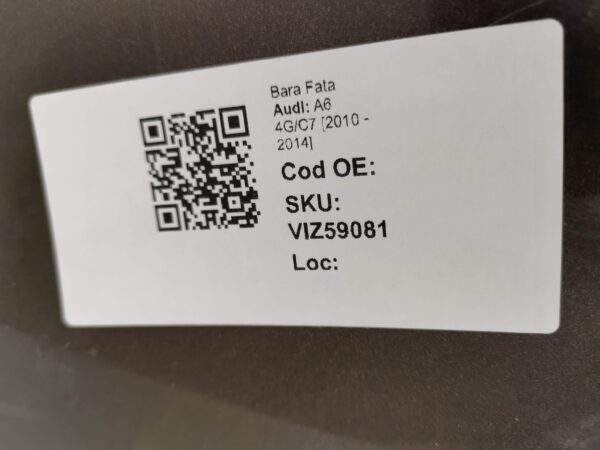 Bara Fata
Audi: A6
4G/C7 [2010 -
2014]
Cod OE:
SKU:
VIZ59081
Loc: